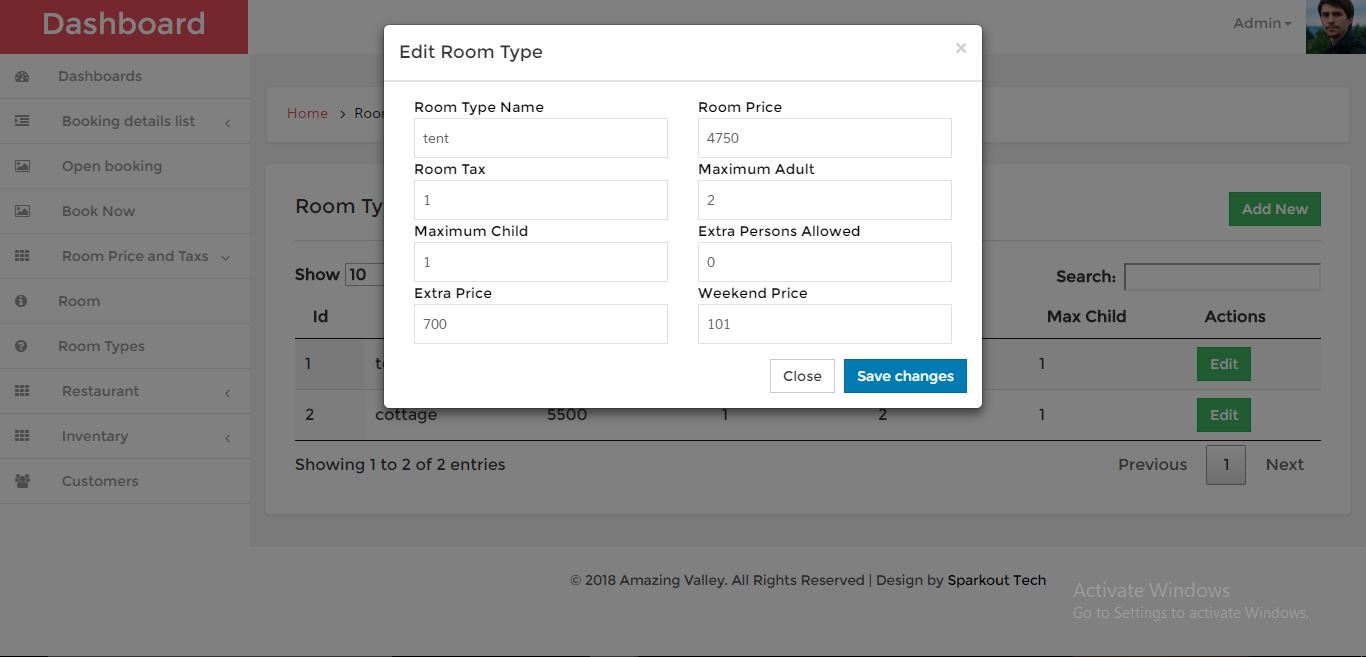 Dashboard
Admin
Dashboards
Booking details list
Open booking
Book Now
Room Price and Taxs
Room
Room Types
Restaurant
Inventory
Customers
Home > Roo
Room Ty
Add New
Show 10
Search:
Id
Max Child
Actions
1 t 1 Edit
2 cottage 5500 1 2 1 Edit
Showing 1 to 2 of 2 entries
Previous 1 Next
Edit Room Type ×
Room Type Name Room Price
tent 4750
Room Tax Maximum Adult
1 2
Maximum Child Extra Persons Allowed
1 0
Extra Price Weekend Price
700 101
Close Save changes
© 2018 Amazing Valley. All Rights Reserved | Design by Sparkout Tech
Activate Windows
Go to Settings to activate Windows.